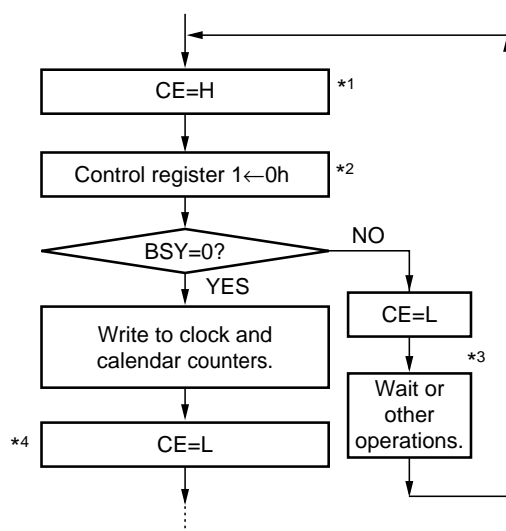 CE=H
*1
Control register 1←0h
*2
BSY=0?
NO
YES
Write to clock and
calendar counters.
CE=L
*3
Wait or
other
operations.
*4
CE=L